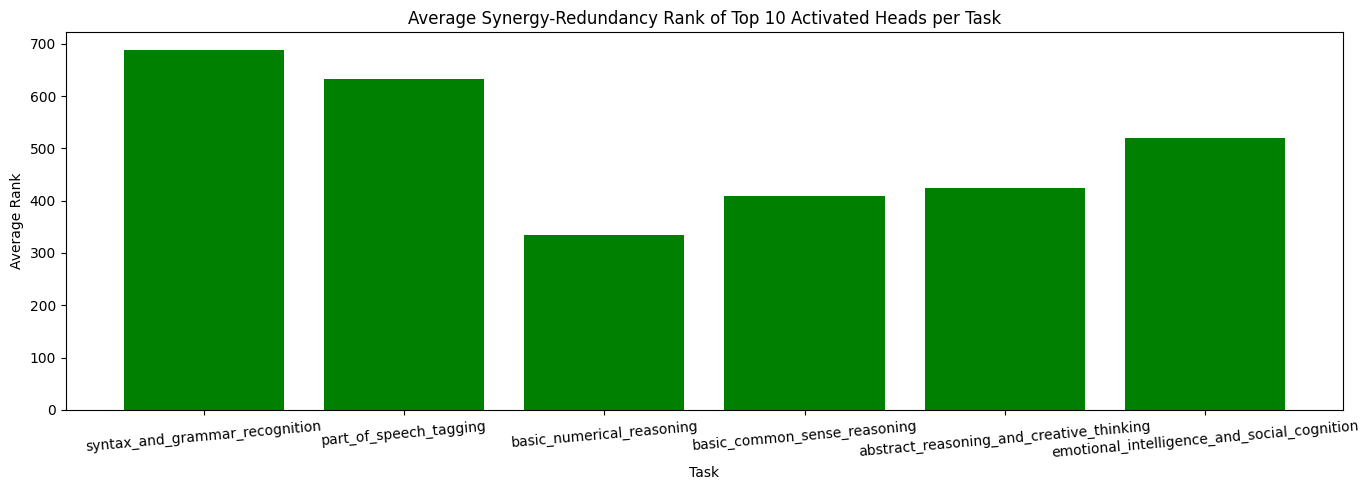 Average Synergy-Redundancy Rank of Top 10 Activated Heads per Task
Average Rank
700
600
500
400
300
200
100
0
syntax_and_grammar_recognition
part_of_speech_tagging
basic_numerical_reasoning
basic_common_sense_reasoning
abstract_reasoning_and_creative_thinking
emotional_intelligence_and_social_cognition
Task